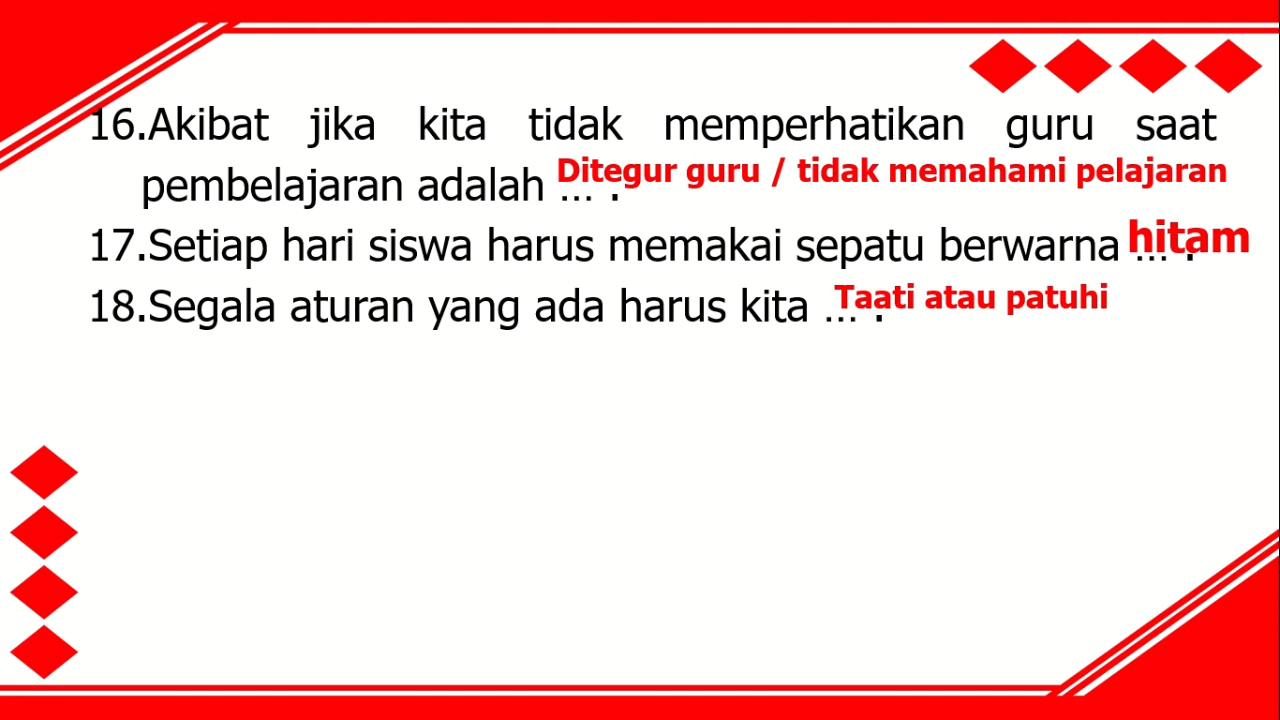 16.Akibat jika kita tidak memperhatikan guru saat
pembelajaran adalah ... . Ditegur guru / tidak memahami pelajaran
17.Setiap hari siswa harus memakai sepatu berwarna ... . hitam
18.Segala aturan yang ada harus kita ... . Taati atau patuhi